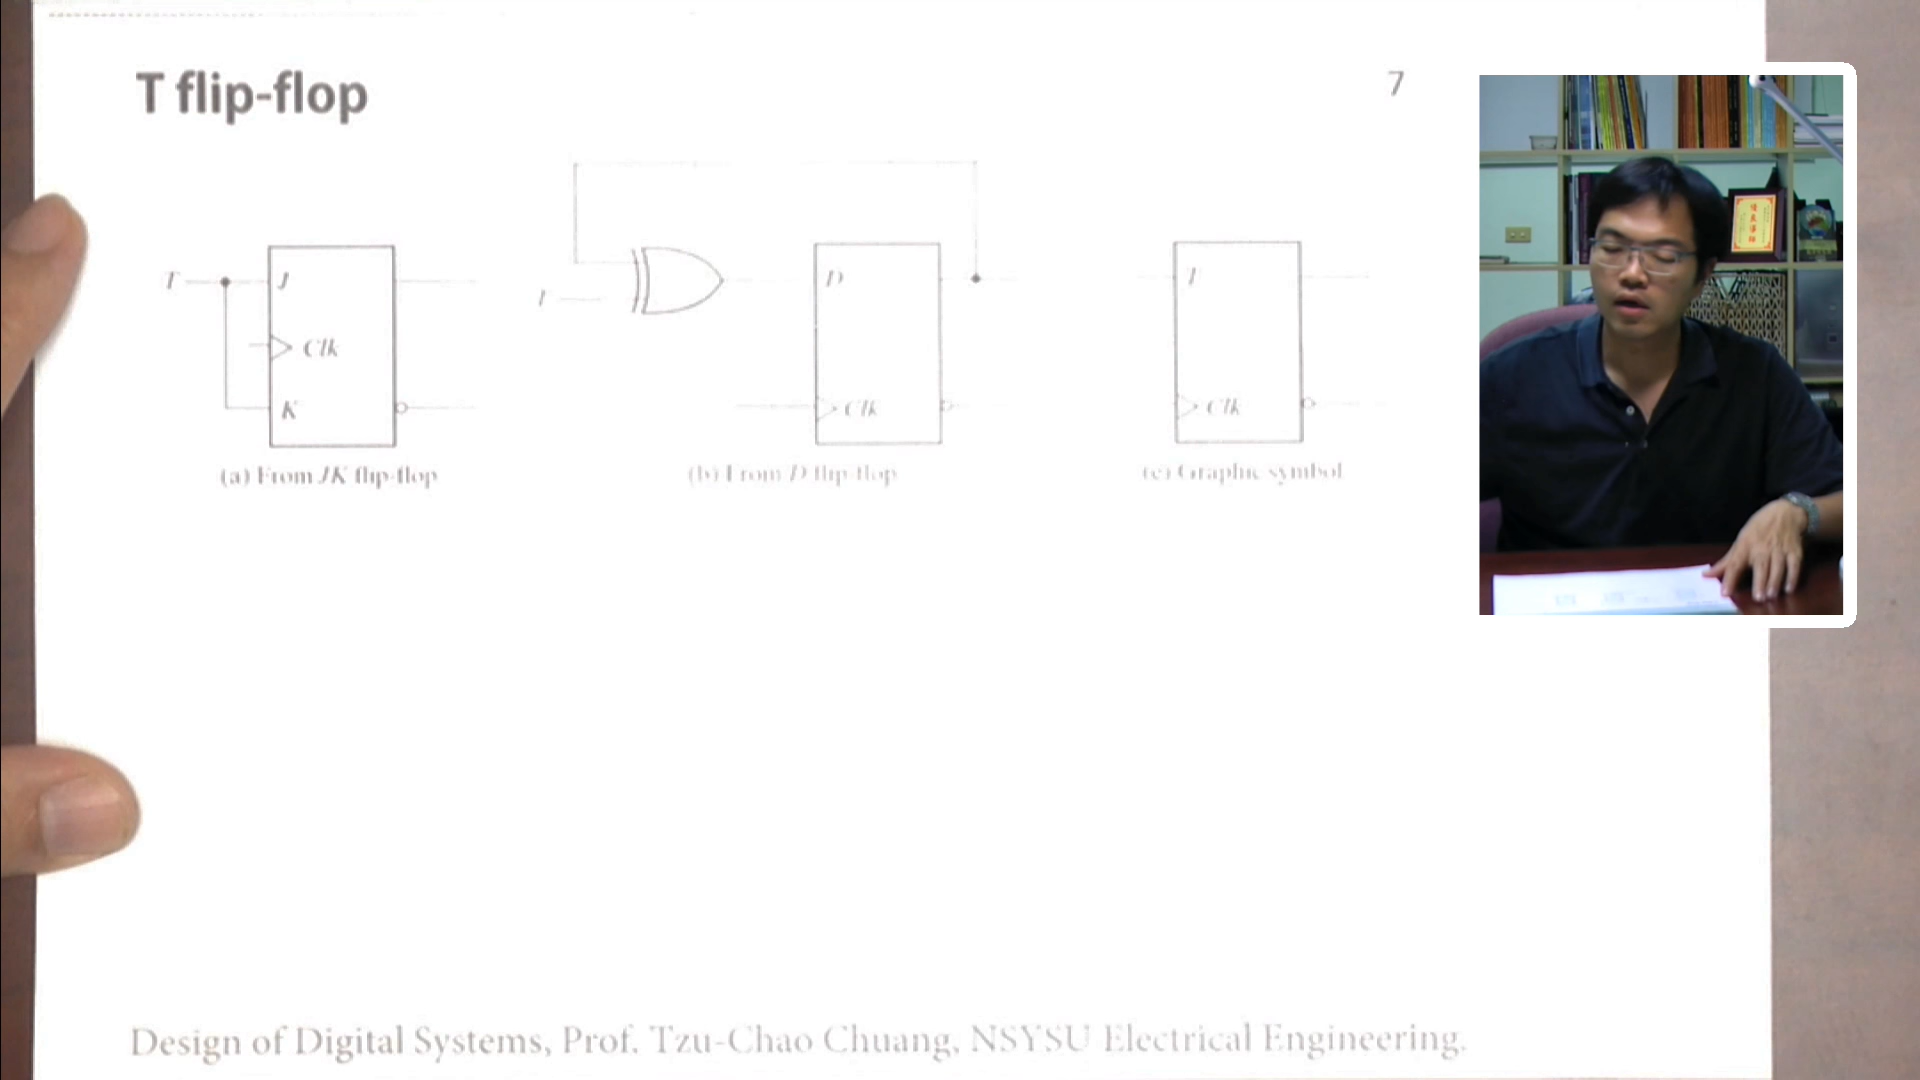 T flip-flop
7
T
J
Clk
K
(a) From JK flip-flop
T
D
Clk
(b) From D flip-flop
T
Clk
(c) Graphic symbol
Design of Digital Systems, Prof. Tzu-Chao Chuang, NSYSU Electrical Engineering.